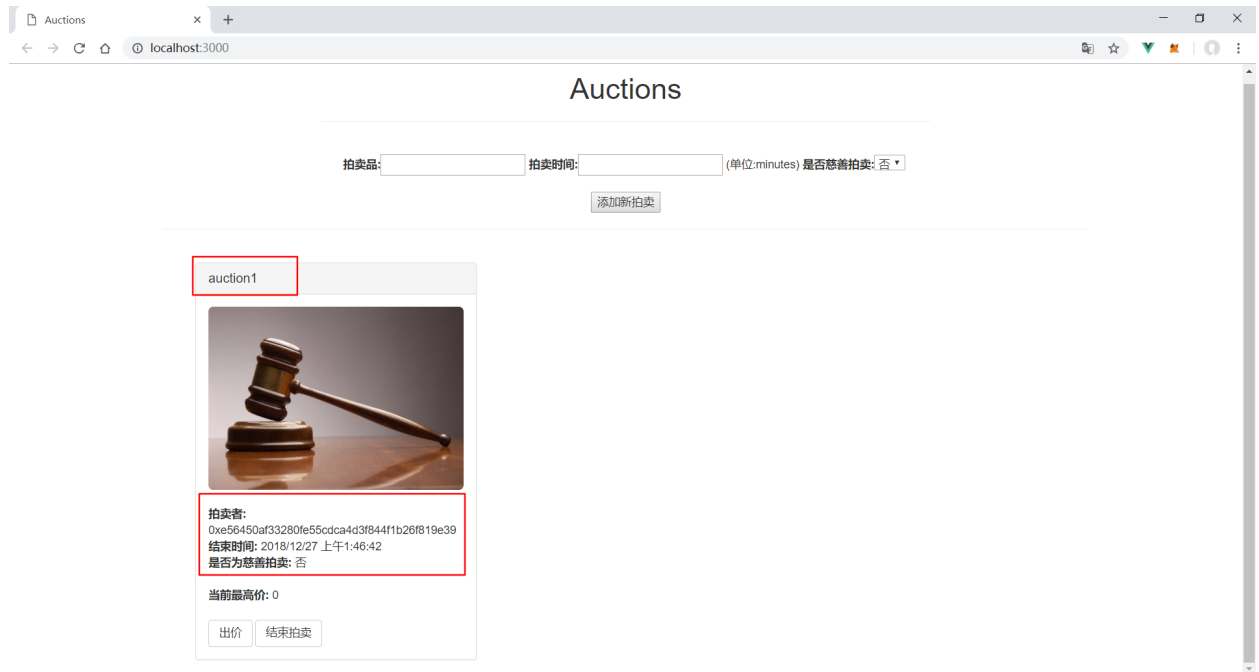 Auctions
localhost:3000
Auctions
拍卖品: 拍卖时间: (单位:minutes) 是否慈善拍卖: 否
添加新拍卖
auction1
拍卖者:
0xe56450af33280fe55cdca4d3f844f1b26f819e39
结束时间: 2018/12/27 上午1:46:42
是否为慈善拍卖: 否
当前最高价: 0
出价 结束拍卖